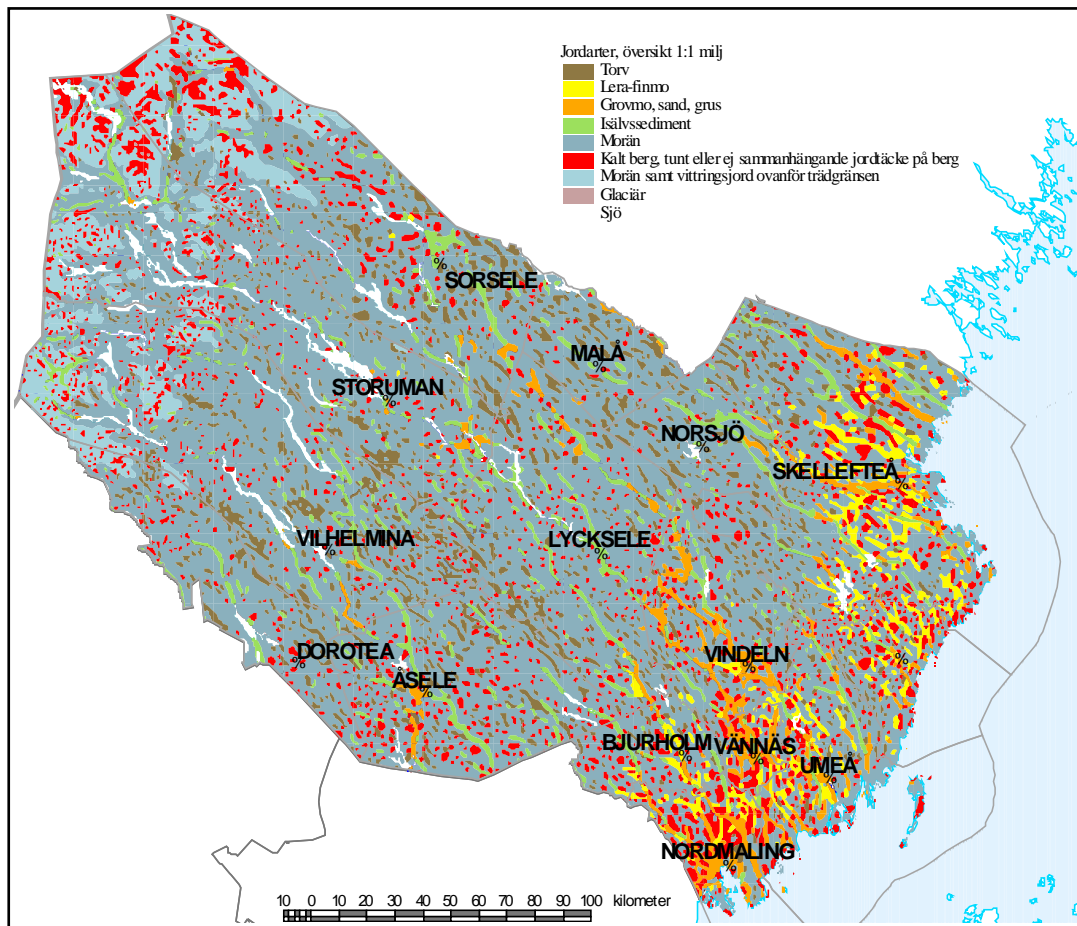 Jordarter, översikt 1:1 milj
Torv
Lera-finmo
Grovmo, sand, grus
Isälvssediment
Morän
Kalt berg, tunt eller ej sammanhängande jordtäcke på berg
Morän samt vittringsjord ovanför trädgränsen
Glaciär
Sjö
% SORSELE
MALÅ
%
STORUMAN
%
NORSJÖ
%
SKELLEFTEÅ
%
VILHELMINA
%
LYCKSELE
%
DOROTEA
%
ÅSELE
%
VINDELN
%
%
BJURHOLM
%
VÄNNÄS
%
UMEÅ
%
NORDMALING
%
10 0 10 20 30 40 50 60 70 80 90 100 kilometer